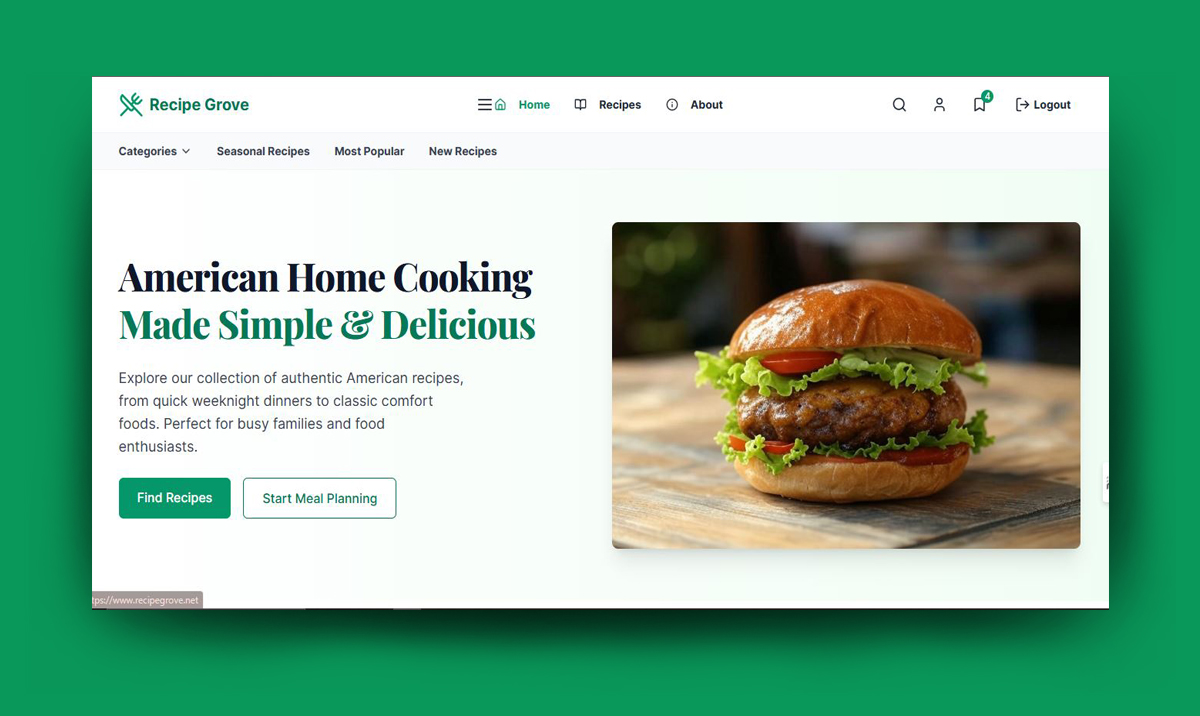 Recipe Grove
Home Recipes About
4
Logout
Categories Seasonal Recipes Most Popular New Recipes
American Home Cooking
Made Simple & Delicious
Explore our collection of authentic American recipes,
from quick weeknight dinners to classic comfort
foods. Perfect for busy families and food
enthusiasts.
Find Recipes Start Meal Planning
tps://www.recipegrove.net